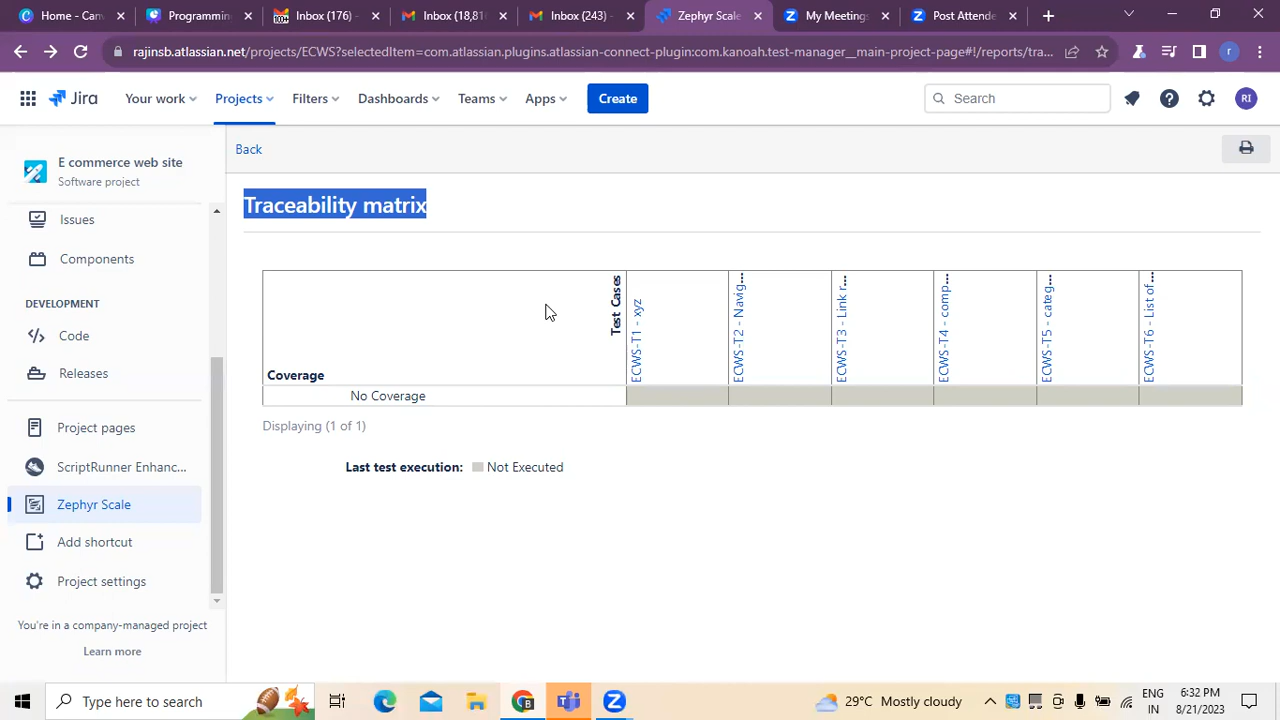 Campus -
Programmin
100+
Inbox (176) -
Inbox (18,81
Inbox (243) -
Zephyr Scale
My Meetings
Post Attende
rajinsb.atlassian.net/projects/ECWS?selectedItem=com.atlassian.plugins.atlassian-connect-plugin:com.kanoah.test-manager__main-project-page#!/reports/tra...
r
Jira
Your work
Projects
Filters
Dashboards
Teams
Apps
Create
Search
RI
E commerce web site
Software project
Back
Issues
Components
DEVELOPMENT
Code
Releases
Project pages
ScriptRunner Enhanc...
Zephyr Scale
Add shortcut
Project settings
You're in a company-managed project
Learn more
Traceability matrix
Test Cases
ECWS-T1 - xyz
ECWS-T2 - Navig...
ECWS-T3 - Link r...
ECWS-T4 - comp...
ECWS-T5 - categ...
ECWS-T6 - List of...
Coverage
No Coverage
Displaying (1 of 1)
Last test execution: Not Executed
Type here to search
29°C Mostly cloudy
ENG
IN
6:32 PM
8/21/2023